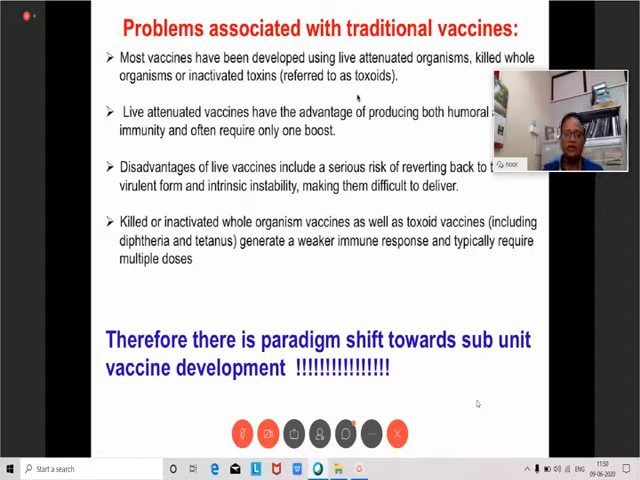 Problems associated with traditional vaccines:
➢ Most vaccines have been developed using live attenuated organisms, killed whole
organisms or inactivated toxins (referred to as toxoids).
➢ Live attenuated vaccines have the advantage of producing both humoral
immunity and often require only one boost.
➢ Disadvantages of live vaccines include a serious risk of reverting back to
virulent form and intrinsic instability, making them difficult to deliver.
➢ Killed or inactivated whole organism vaccines as well as toxoid vaccines (including
diphtheria and tetanus) generate a weaker immune response and typically require
multiple doses
noor
Therefore there is paradigm shift towards sub unit
vaccine development !!!!!!!!!!!!!!!!
Start a search
ENG
11:50
09-06-2020